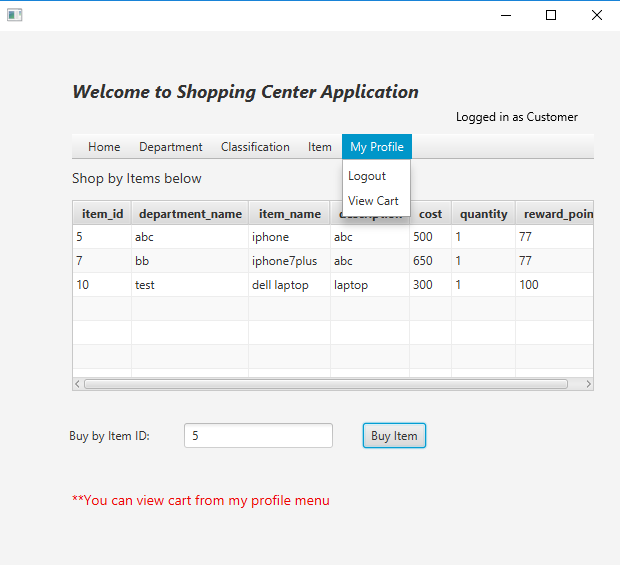 Welcome to Shopping Center Application
Logged in as Customer
Home Department Classification Item My Profile
Logout
View Cart
Shop by Items below
item_id department_name item_name cost quantity
5 abc iphone abc 500 1 77
7 bb iphone7plus abc 650 1 77
10 test dell laptop laptop 300 1 100
Buy by Item ID: 5 Buy Item
**You can view cart from my profile menu